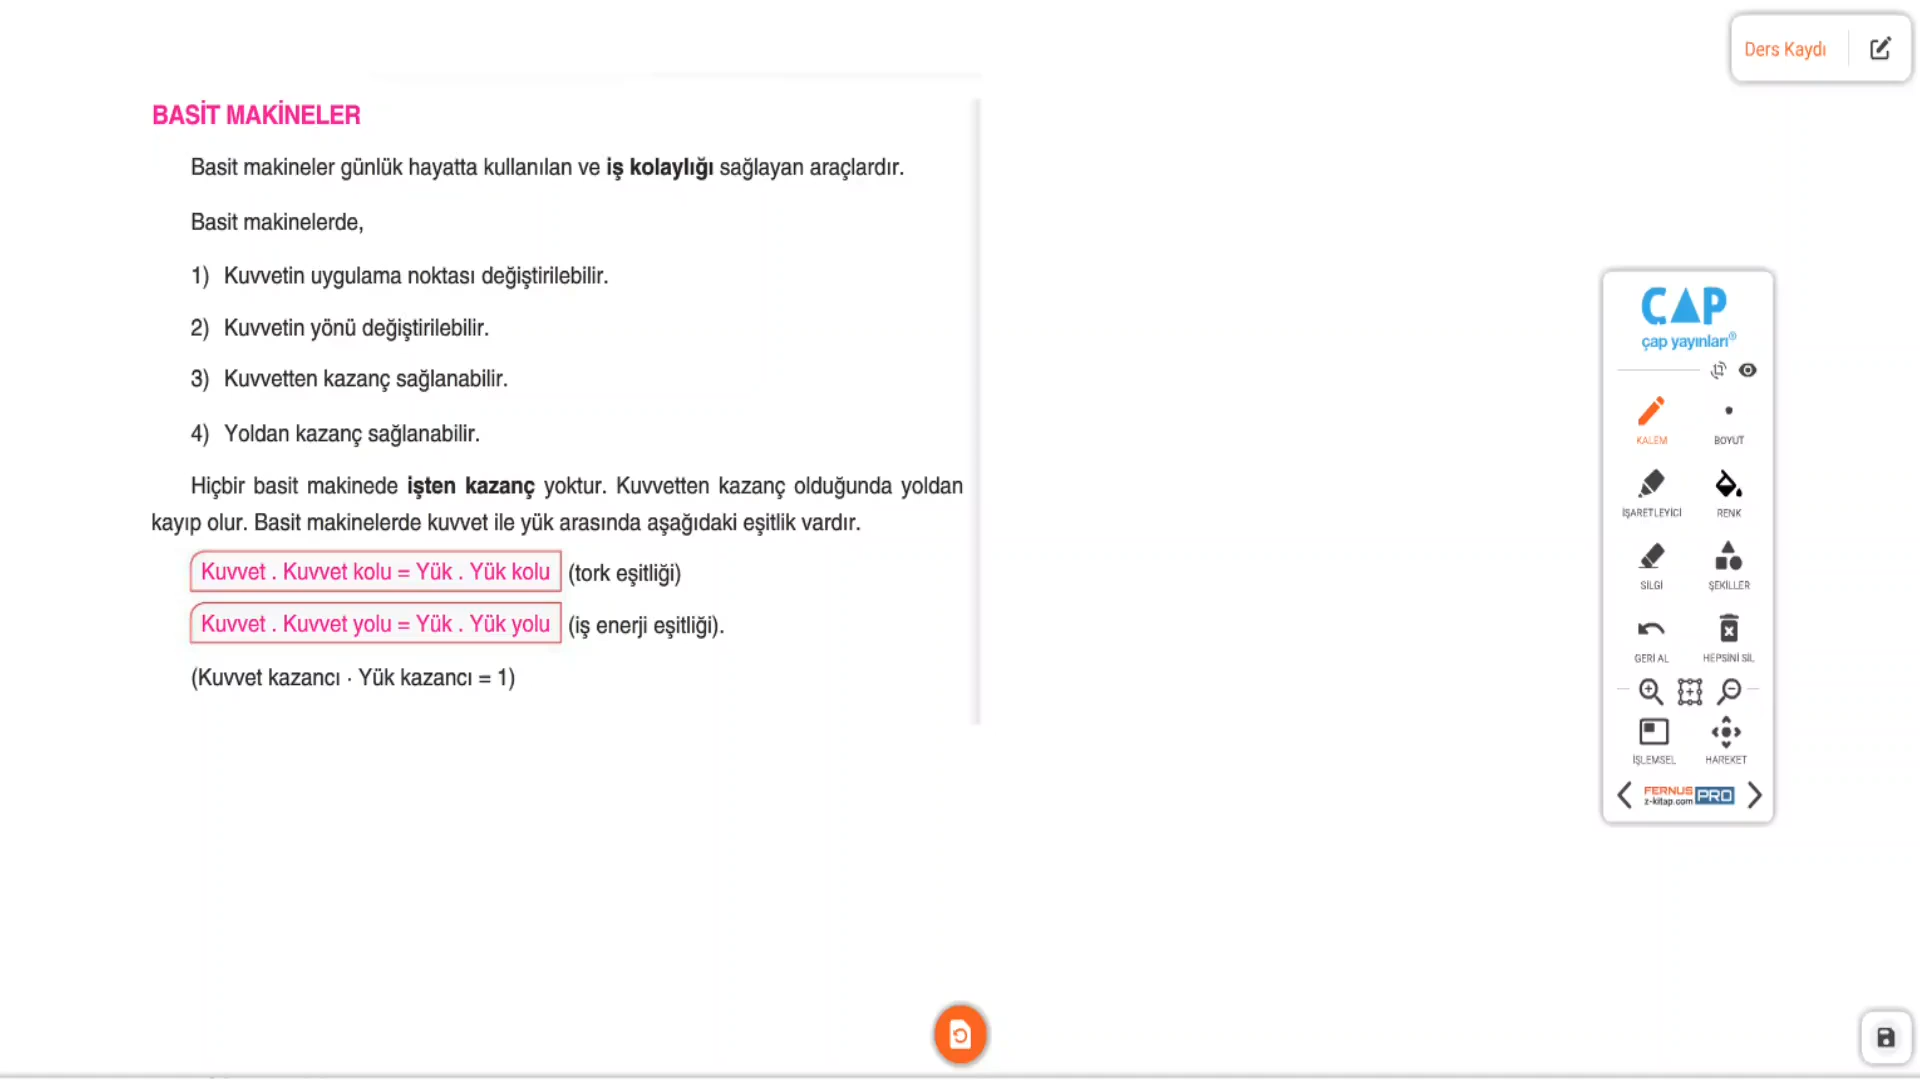 Ders Kaydı
BASİT MAKİNELER
Basit makineler günlük hayatta kullanılan ve iş kolaylığı sağlayan araçlardır.
Basit makinelerde,
1) Kuvvetin uygulama noktası değiştirilebilir.
2) Kuvvetin yönü değiştirilebilir.
3) Kuvvetten kazanç sağlanabilir.
4) Yoldan kazanç sağlanabilir.
Hiçbir basit makinede işten kazanç yoktur. Kuvvetten kazanç olduğunda yoldan
kayıp olur. Basit makinelerde kuvvet ile yük arasında aşağıdaki eşitlik vardır.
Kuvvet . Kuvvet kolu = Yük . Yük kolu (tork eşitliği)
Kuvvet . Kuvvet yolu = Yük . Yük yolu (iş enerji eşitliği).
(Kuvvet kazancı · Yük kazancı = 1)
ÇAP
çap yayınları®
KALEM BOYUT
İŞARETLEYİCİ RENK
SİLGİ ŞEKİLLER
GERİ AL HEPSİNİ SİL
İŞLEMSEL HAREKET
FERNUS PRO
z-kitap.com